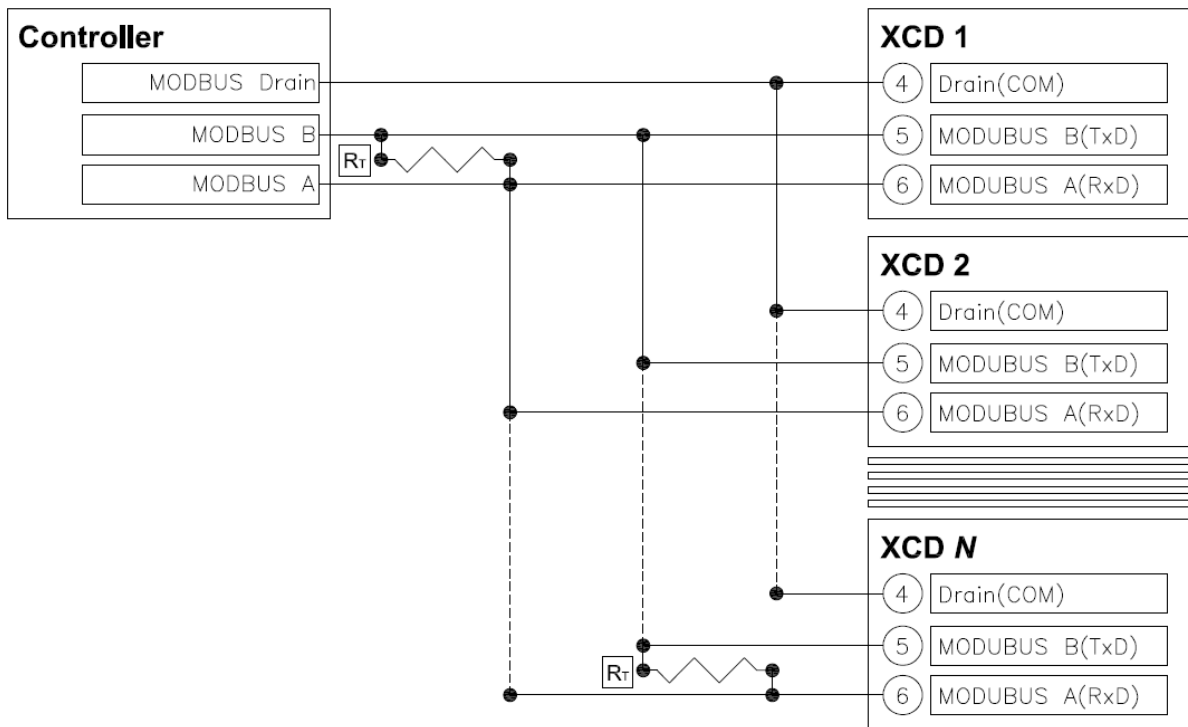 Controller
MODBUS Drain
MODBUS B
MODBUS A
RT
XCD 1
4 Drain(COM)
5 MODUBUS B(TxD)
6 MODUBUS A(RxD)
XCD 2
4 Drain(COM)
5 MODUBUS B(TxD)
6 MODUBUS A(RxD)
XCD N
4 Drain(COM)
5 MODUBUS B(TxD)
RT
6 MODUBUS A(RxD)